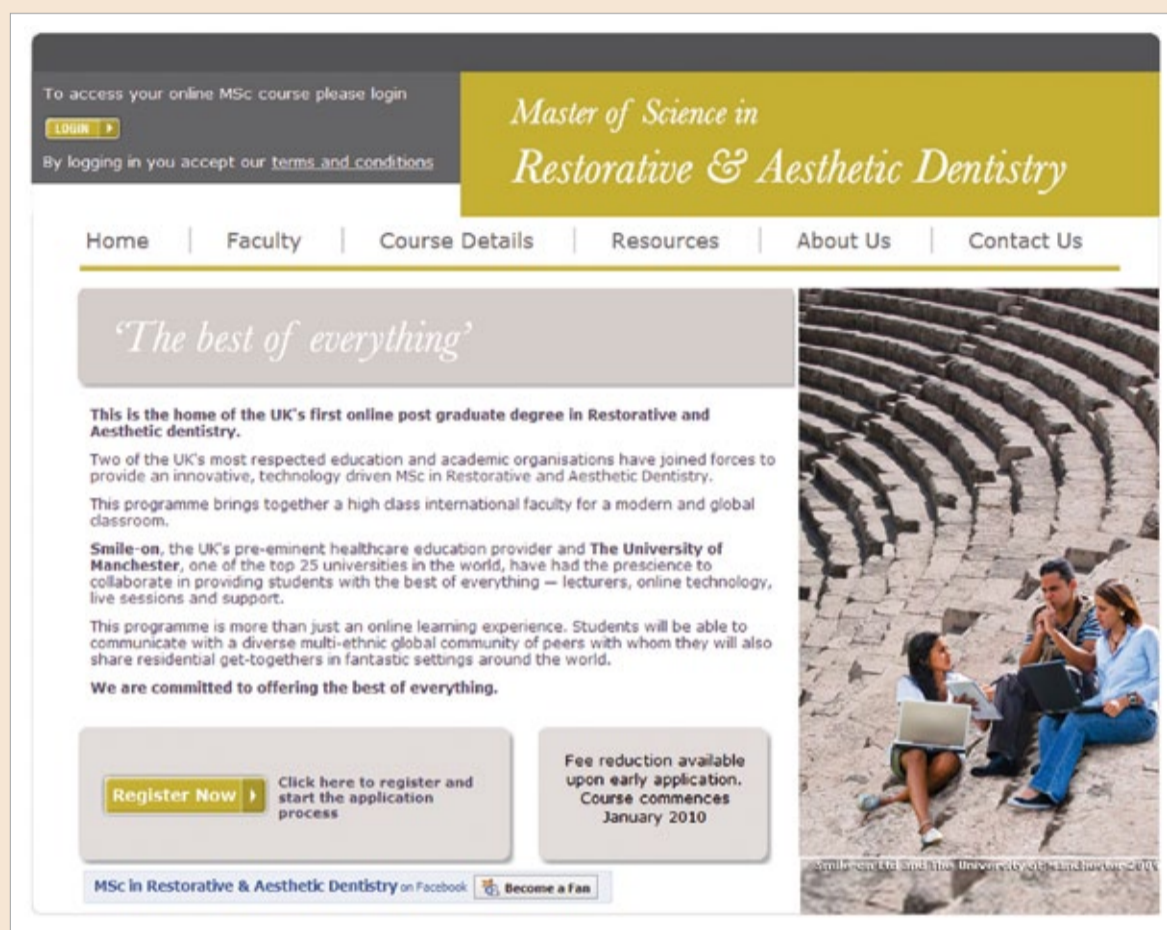 To access your online MSc course please login
LOGIN
By logging in you accept our terms and conditions
Master of Science in
Restorative & Aesthetic Dentistry
Home
Faculty
Course Details
Resources
About Us
Contact Us
‘The best of everything’
This is the home of the UK's first online post graduate degree in Restorative and
Aesthetic dentistry.
Two of the UK's most respected education and academic organisations have joined forces to
provide an innovative, technology driven MSc in Restorative and Aesthetic Dentistry.
This programme brings together a high class international faculty for a modern and global
classroom.
Smile-on, the UK's pre-eminent healthcare education provider and The University of
Manchester, one of the top 25 universities in the world, have had the prescience to
collaborate in providing students with the best of everything — lecturers, online technology,
live sessions and support.
This programme is more than just an online learning experience. Students will be able to
communicate with a diverse multi-ethnic global community of peers with whom they will also
share residential get-togethers in fantastic settings around the world.
We are committed to offering the best of everything.
Register Now
Click here to register and
start the application
process
Fee reduction available
upon early application.
Course commences
January 2010
MSc in Restorative & Aesthetic Dentistry on Facebook
Become a Fan
Smile-on Ltd and The University of Manchester 2009